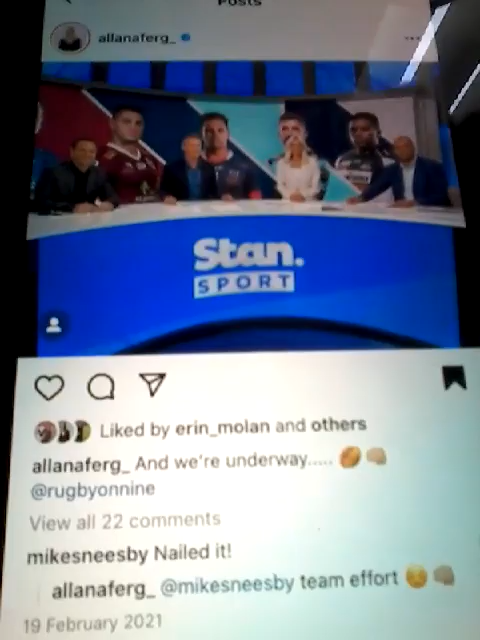 Posts
allanaferg_
Stan.
SPORT
Liked by erin_molan and others
allanaferg_ And we're underway..... 🏉👊🏼
@rugbyonnine
View all 22 comments
mikesneesby Nailed it!
allanaferg_ @mikesneesby team effort 😉👊🏼
19 February 2021